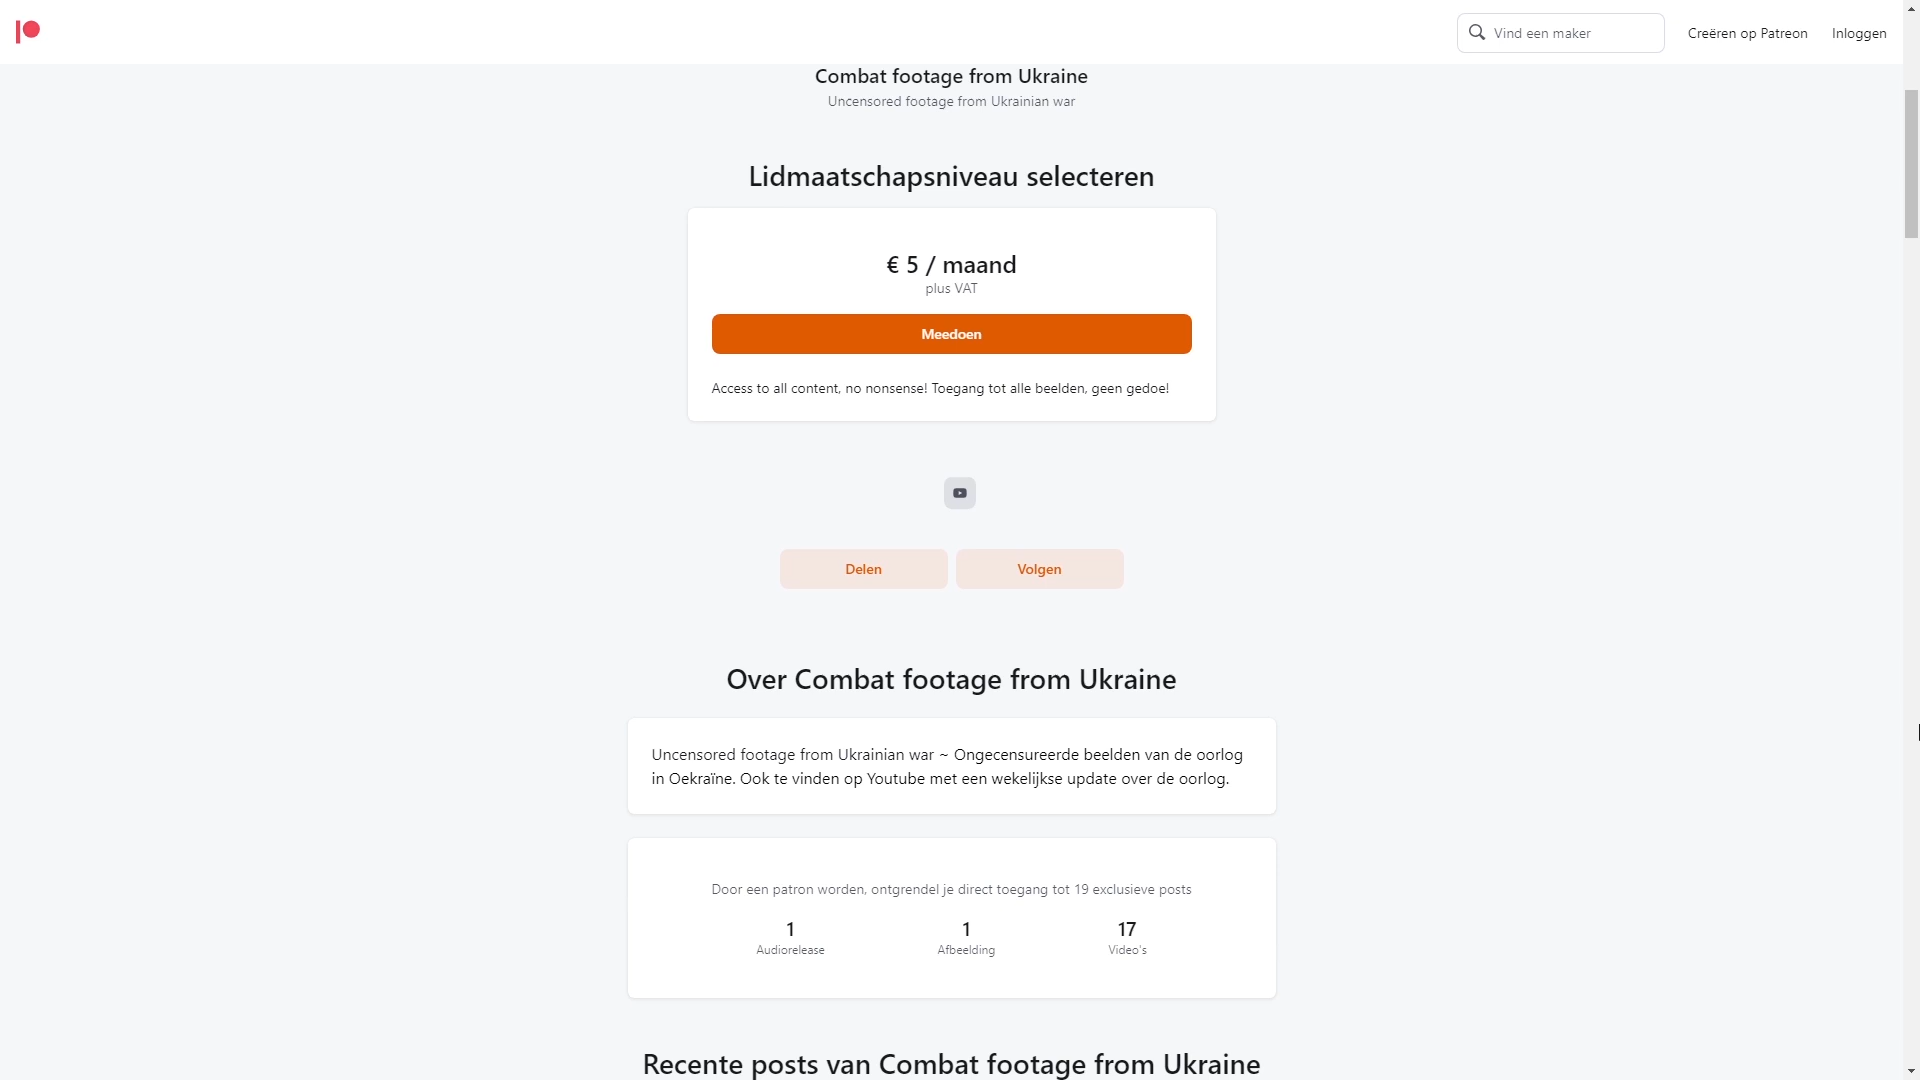 Vind een maker
Creëren op Patreon
Inloggen
Combat footage from Ukraine
Uncensored footage from Ukrainian war
Lidmaatschapsniveau selecteren
€ 5 / maand
plus VAT
Meedoen
Access to all content, no nonsense! Toegang tot alle beelden, geen gedoe!
Delen
Volgen
Over Combat footage from Ukraine
Uncensored footage from Ukrainian war ~ Ongecensureerde beelden van de oorlog
in Oekraïne. Ook te vinden op Youtube met een wekelijkse update over de oorlog.
Door een patron worden, ontgrendel je direct toegang tot 19 exclusieve posts
1
1
17
Audiorelease
Afbeelding
Video's
Recente posts van Combat footage from Ukraine